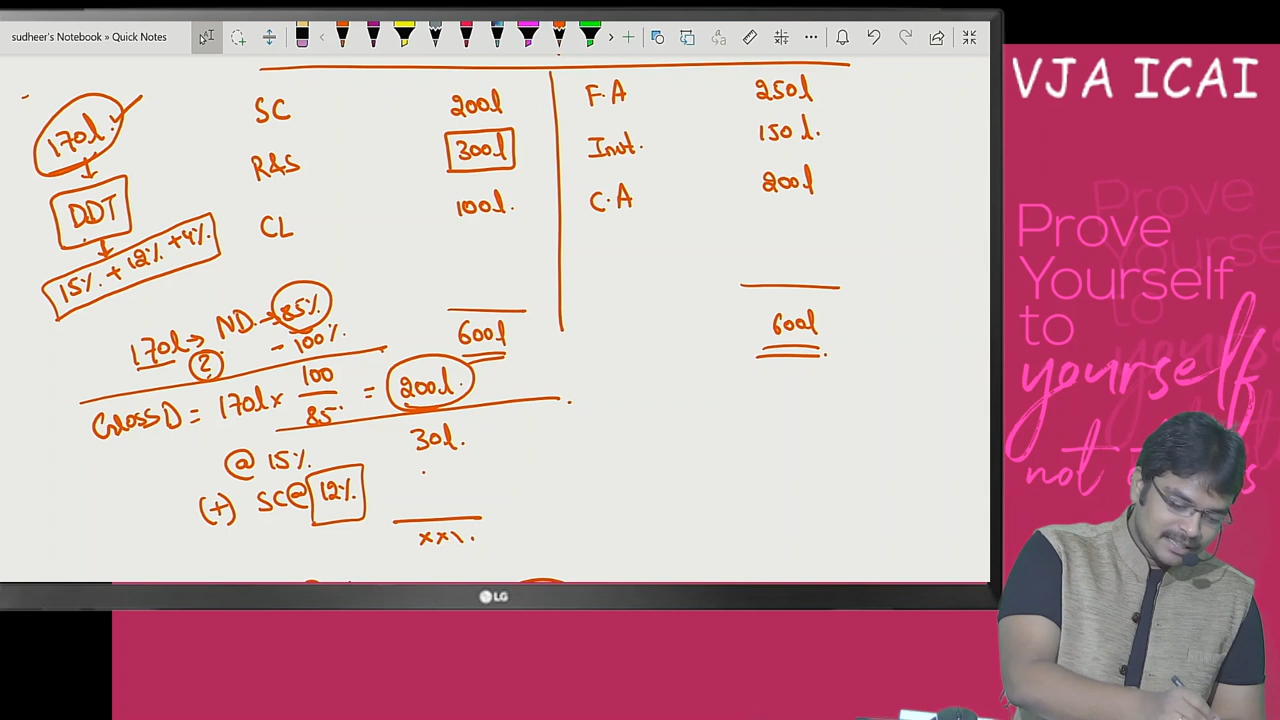 sudheer's Notebook » Quick Notes
VJA ICAI
170l.
DDT
15% + 12% + 4%
SC 200l
R&S 300l
CL 100l.
600l
F.A 250l
Invt. 150l.
C.A 200l
600l
170l → ND → 85%
? - 100%
Gross D = 170l × 100/85 = 200l.
@ 15% 30l.
(+) SC@ 12%
xx\.
LG
Prove
Yourself
to
yourself
not